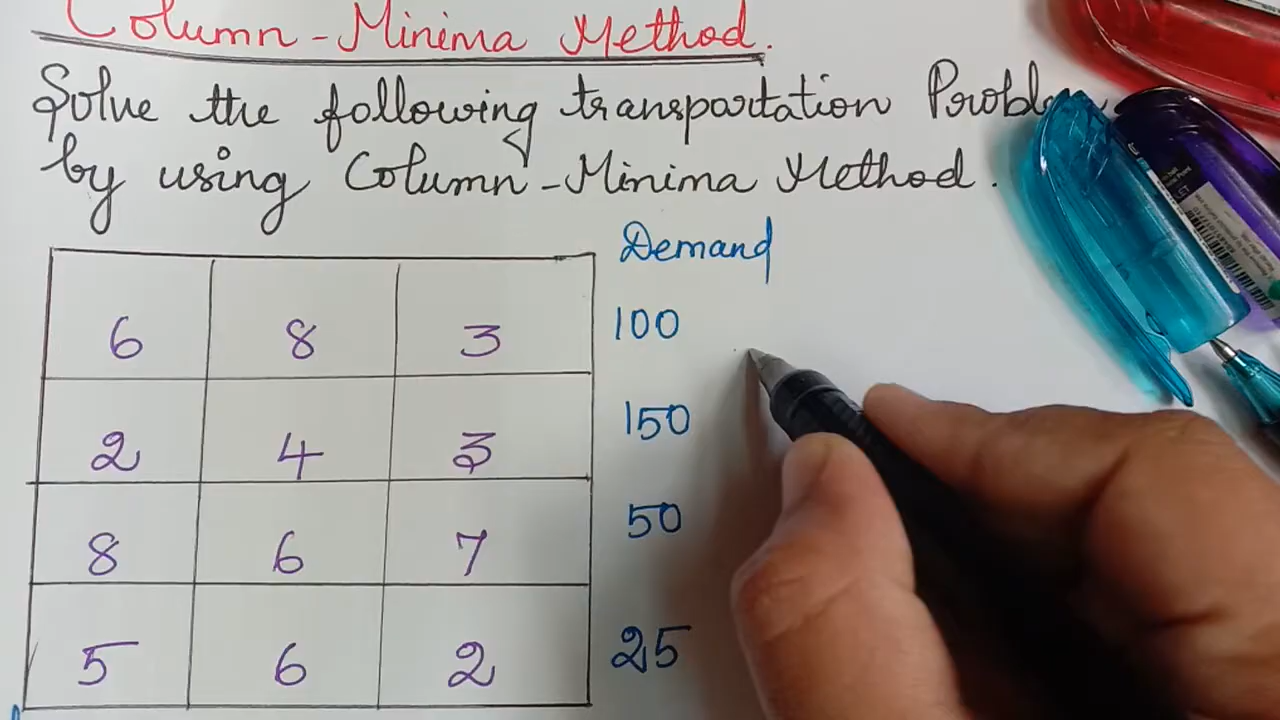 Column-Minima Method.
Solve the following transportation
by using Column-Minima Method.
Demand
6 8 3 100
2 4 3 150
8 6 7 50
5 6 2 25